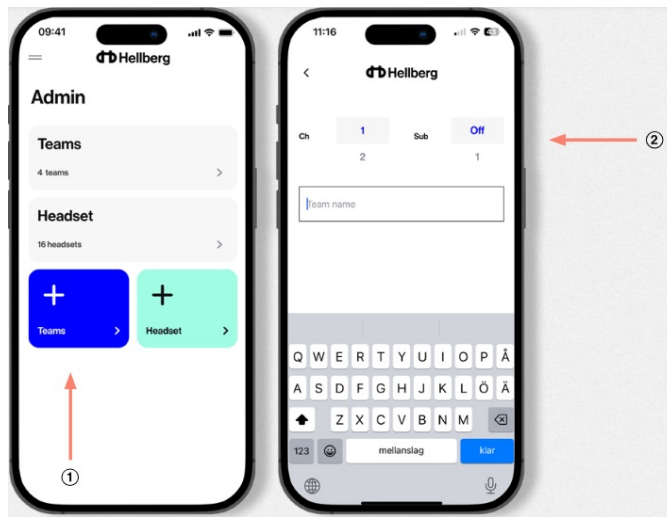 09:41
Hellberg
Admin
Teams
4 teams
Headset
16 headsets
Teams
Headset
①
11:16
Hellberg
Ch 1 Sub Off
2 1
Team name
Q W E R T Y U I O P Å
A S D F G H J K L Ö Ä
Z X C V B N M
123 mellanslag klar
②